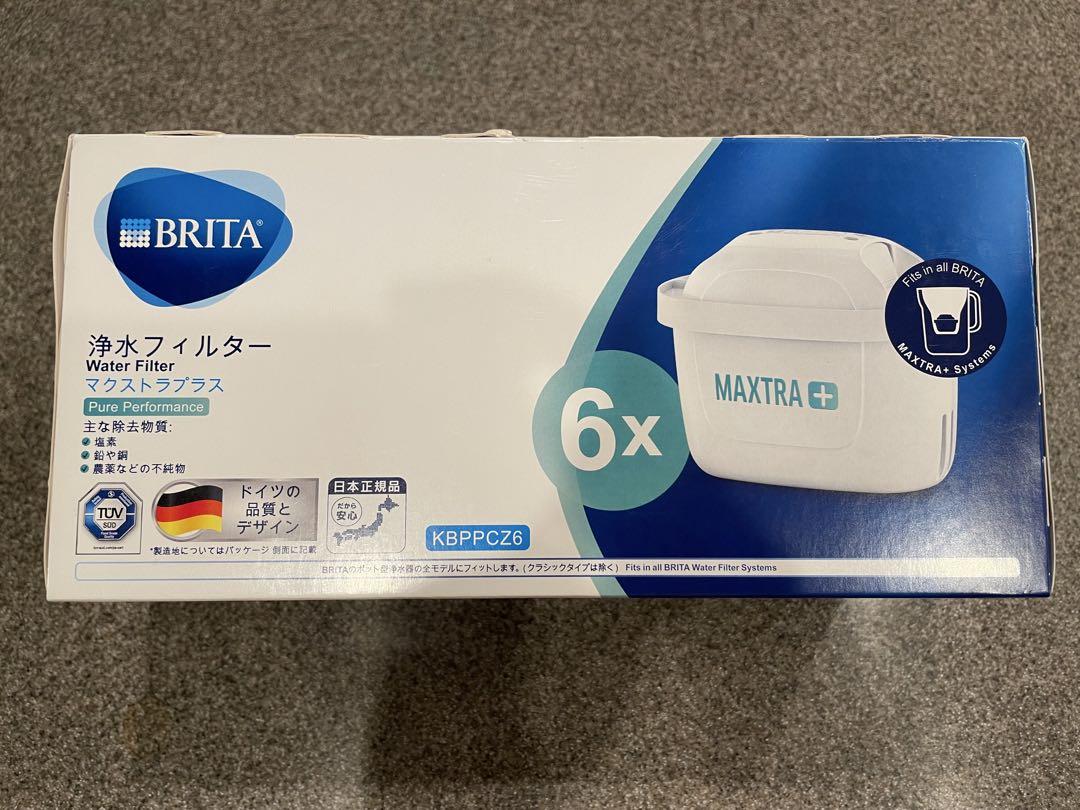 BRITA®
浄水フィルター
Water Filter
マクストラプラス
Pure Performance
主な除去物質:
塩素
鉛や銅
農薬などの不純物
TÜV
SÜD
ドイツの
品質と
デザイン
日本正規品
だから
安心
*製造地についてはパッケージ 側面に記載
KBPPCZ6
6x
MAXTRA+
Fits in all BRITA
MAXTRA+ Systems
BRITAのポット型浄水器の全モデルにフィットします。(クラシックタイプは除く) Fits in all BRITA Water Filter Systems